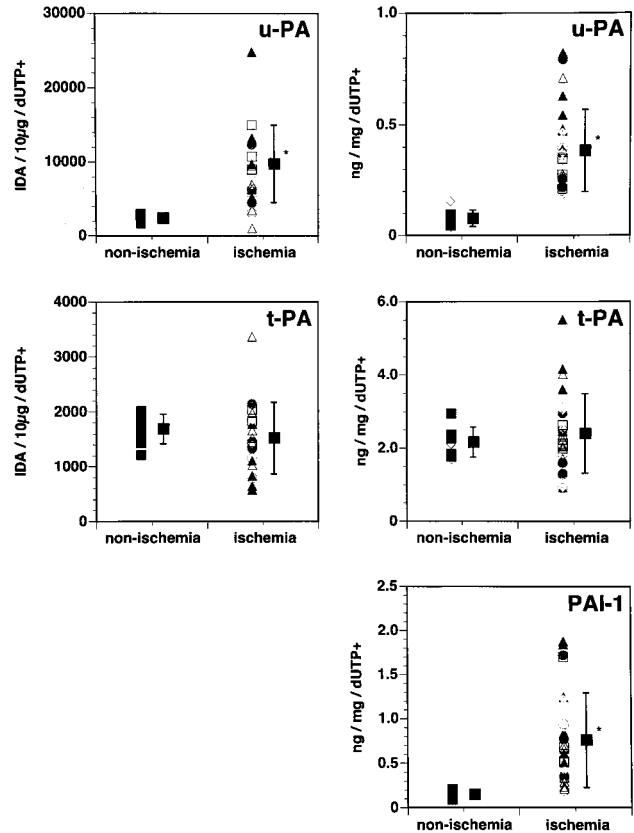 u-PA
IDA / 10µg / dUTP+
30000
20000
10000
0
non-ischemia ischemia
*
u-PA
ng / mg / dUTP+
1.0
0.5
0
non-ischemia ischemia
*
t-PA
IDA / 10µg / dUTP+
4000
3000
2000
1000
0
non-ischemia ischemia
t-PA
ng / mg / dUTP+
6.0
4.0
2.0
0
non-ischemia ischemia
PAI-1
ng / mg / dUTP+
2.5
2.0
1.5
1.0
0.5
0
non-ischemia ischemia
*